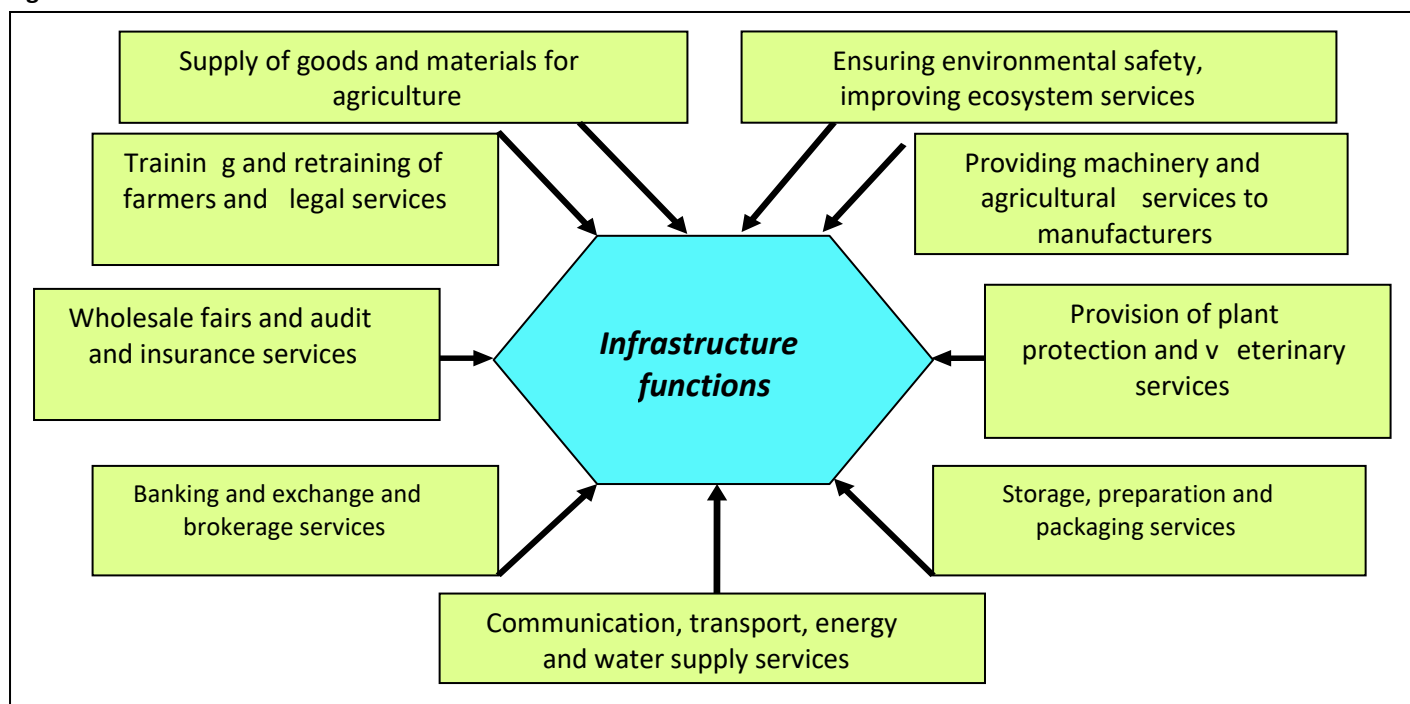 Supply of goods and materials for
agriculture
Ensuring environmental safety,
improving ecosystem services
Trainin g and retraining of
farmers and legal services
Providing machinery and
agricultural services to
manufacturers
Wholesale fairs and audit
and insurance services
Infrastructure
functions
Provision of plant
protection and v eterinary
services
Banking and exchange and
brokerage services
Storage, preparation and
packaging services
Communication, transport, energy
and water supply services